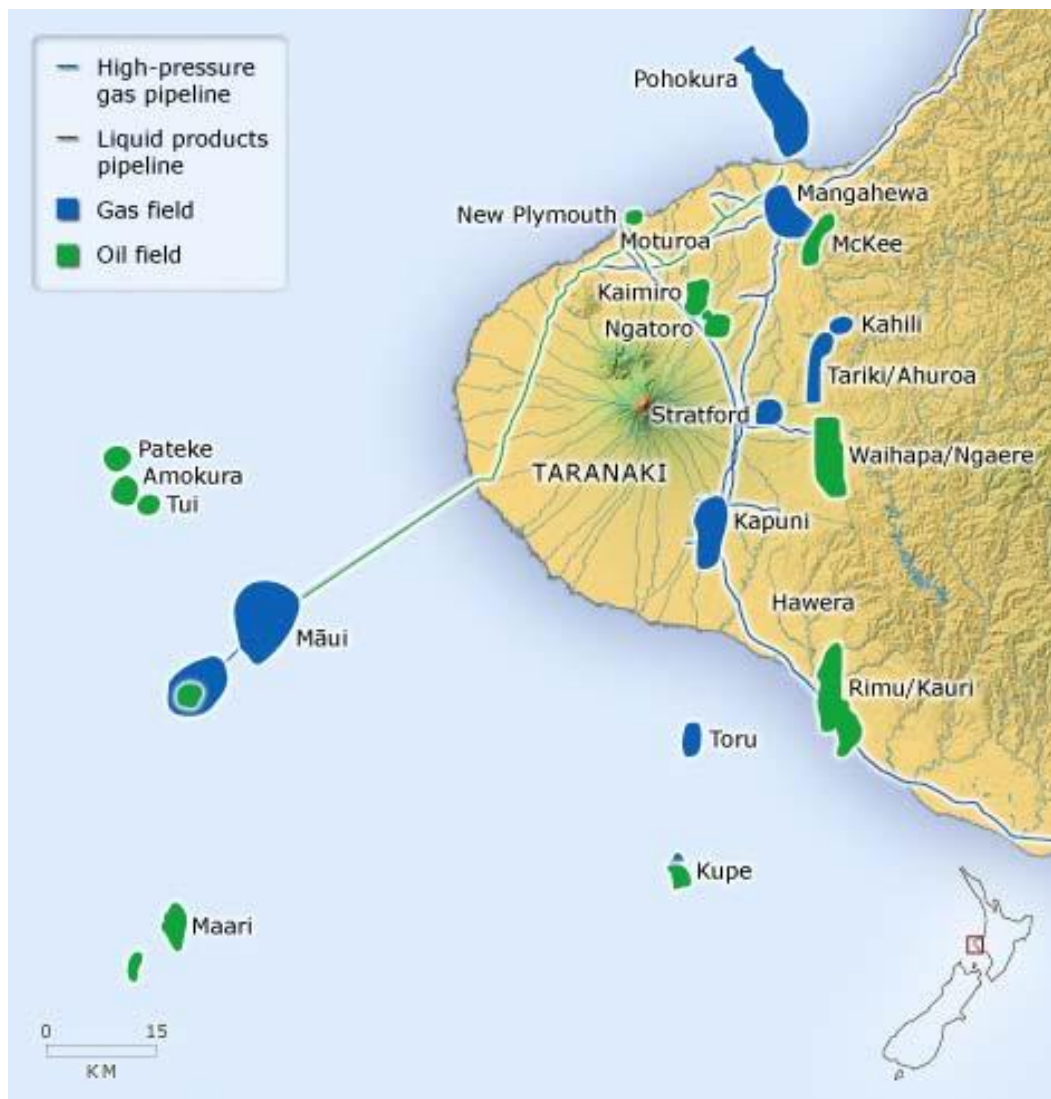 High-pressure
gas pipeline
Liquid products
pipeline
Gas field
Oil field
Pohokura
Mangahewa
New Plymouth
Moturoa
McKee
Kaimiro
Ngatoro
Kahili
Tariki/Ahuroa
Stratford
Waihapa/Ngaere
Pateke
Amokura
Tui
TARANAKI
Kapuni
Hawera
Māui
Rimu/Kauri
Toru
Kupe
Maari
0 15
KM